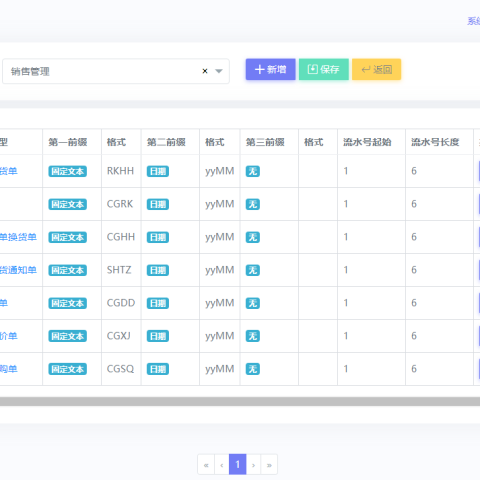 系统
销售管理 × 新增 保存 返回
型 第一前缀 格式 第二前缀 格式 第三前缀 格式 流水号起始 流水号长度
货单 固定文本 RKHH 日期 yyMM 无 1 6
固定文本 CGRK 日期 yyMM 无 1 6
单换货单 固定文本 CGHH 日期 yyMM 无 1 6
货通知单 固定文本 SHTZ 日期 yyMM 无 1 6
单 固定文本 CGDD 日期 yyMM 无 1 6
价单 固定文本 CGXJ 日期 yyMM 无 1 6
购单 固定文本 CGSQ 日期 yyMM 无 1 6
« ‹ 1 › »